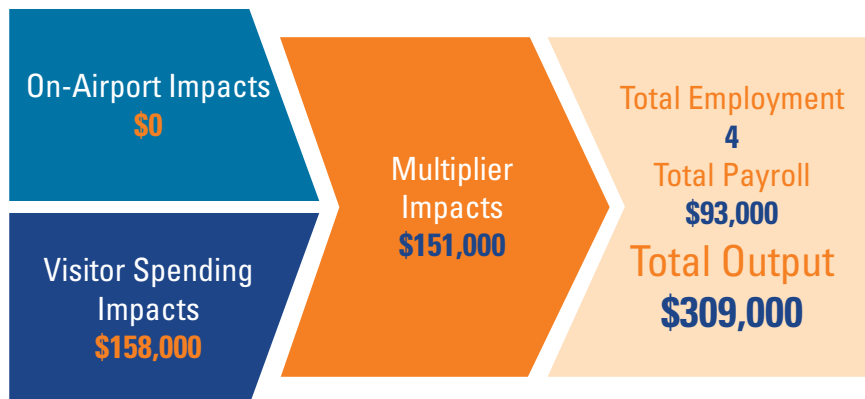 On-Airport Impacts
$0
Visitor Spending
Impacts
$158,000
Multiplier
Impacts
$151,000
Total Employment
4
Total Payroll
$93,000
Total Output
$309,000